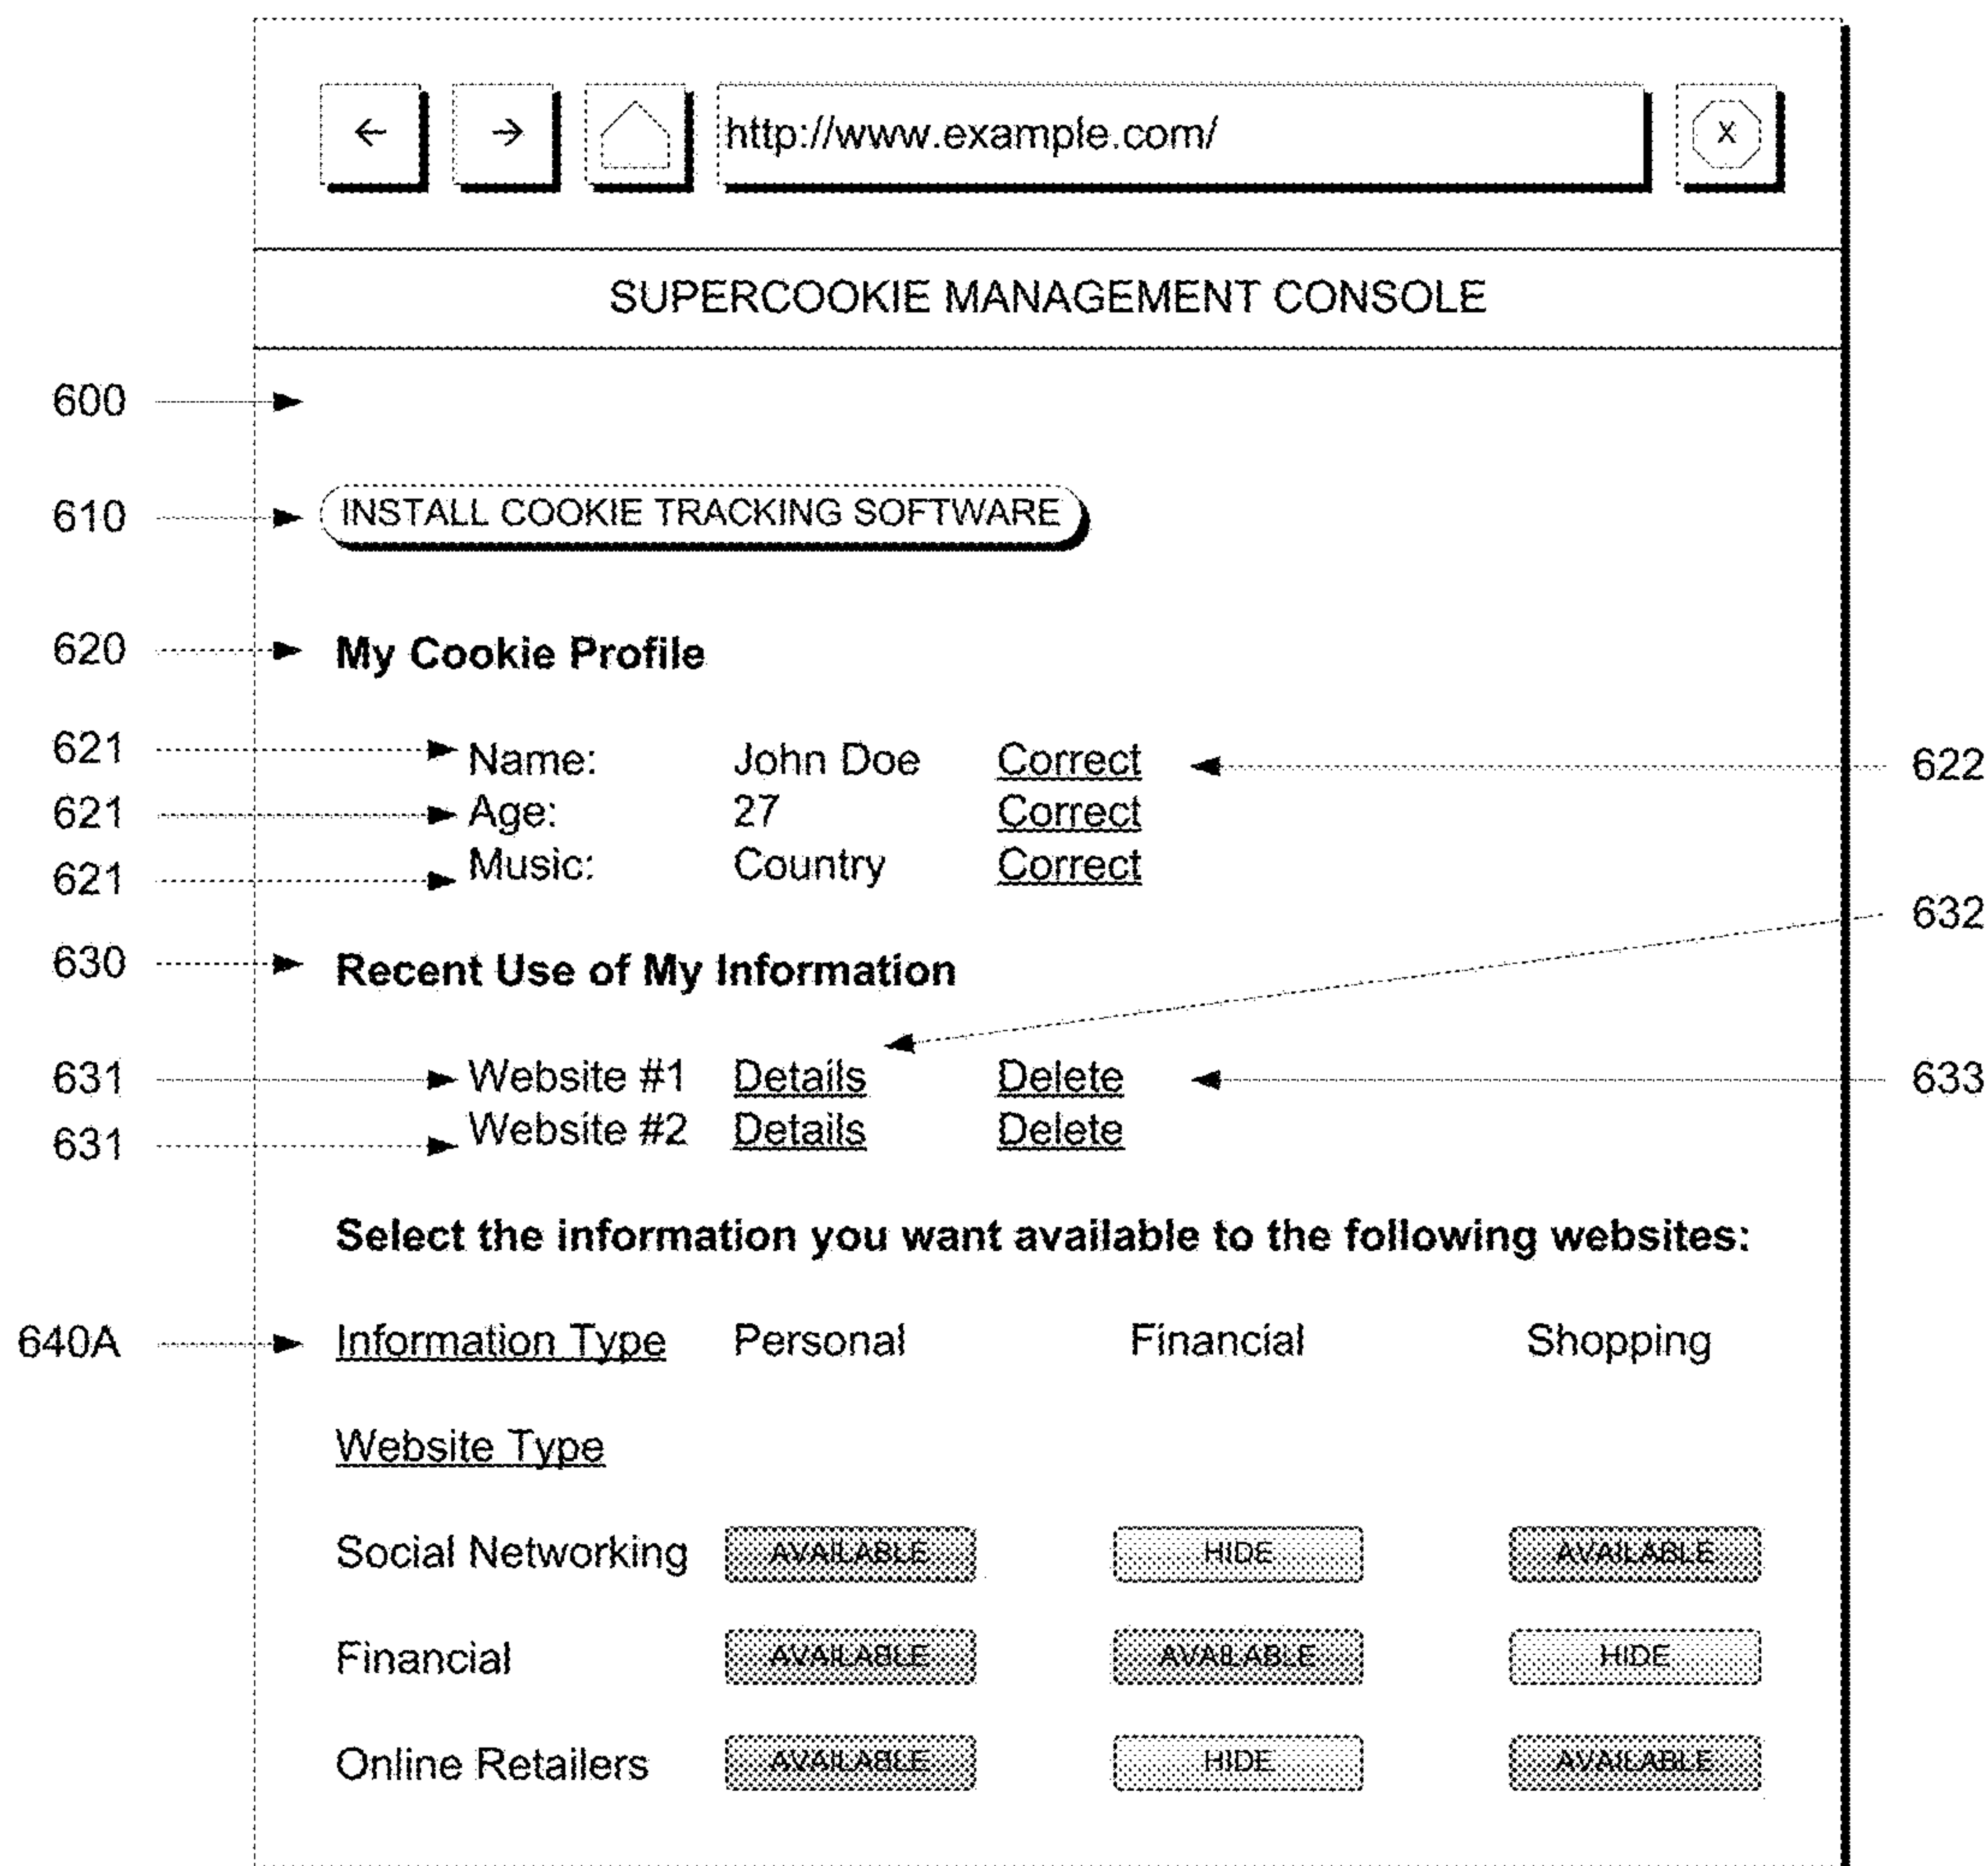 http://www.example.com/
X
SUPERCOOKIE MANAGEMENT CONSOLE
600
610 INSTALL COOKIE TRACKING SOFTWARE
620 My Cookie Profile
621 Name: John Doe Correct 622
621 Age: 27 Correct
621 Music: Country Correct
632
630 Recent Use of My Information
631 Website #1 Details Delete 633
631 Website #2 Details Delete
Select the information you want available to the following websites:
640A Information Type Personal Financial Shopping
Website Type
Social Networking AVAILABLE HIDE AVAILABLE
Financial AVAILABLE AVAILABLE HIDE
Online Retailers AVAILABLE HIDE AVAILABLE